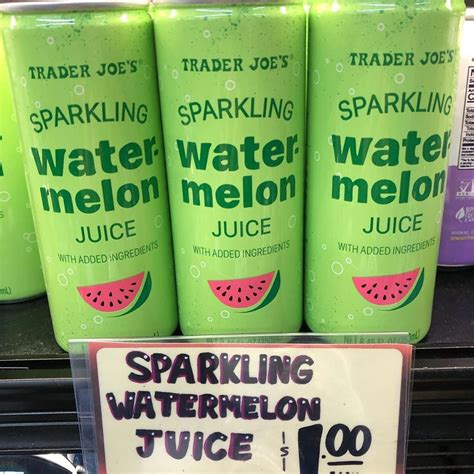 TRADER JOE'S
SPARKLING
water-
melon
JUICE
WITH ADDED INGREDIENTS
TRADER JOE'S
SPARKLING
water-
melon
JUICE
WITH ADDED INGREDIENTS
TRADER JOE'S
SPARKLING
water
melon
JUICE
WITH ADDED INGREDIENTS
SPARKLING
WATERMELON
JUICE IS 1.00